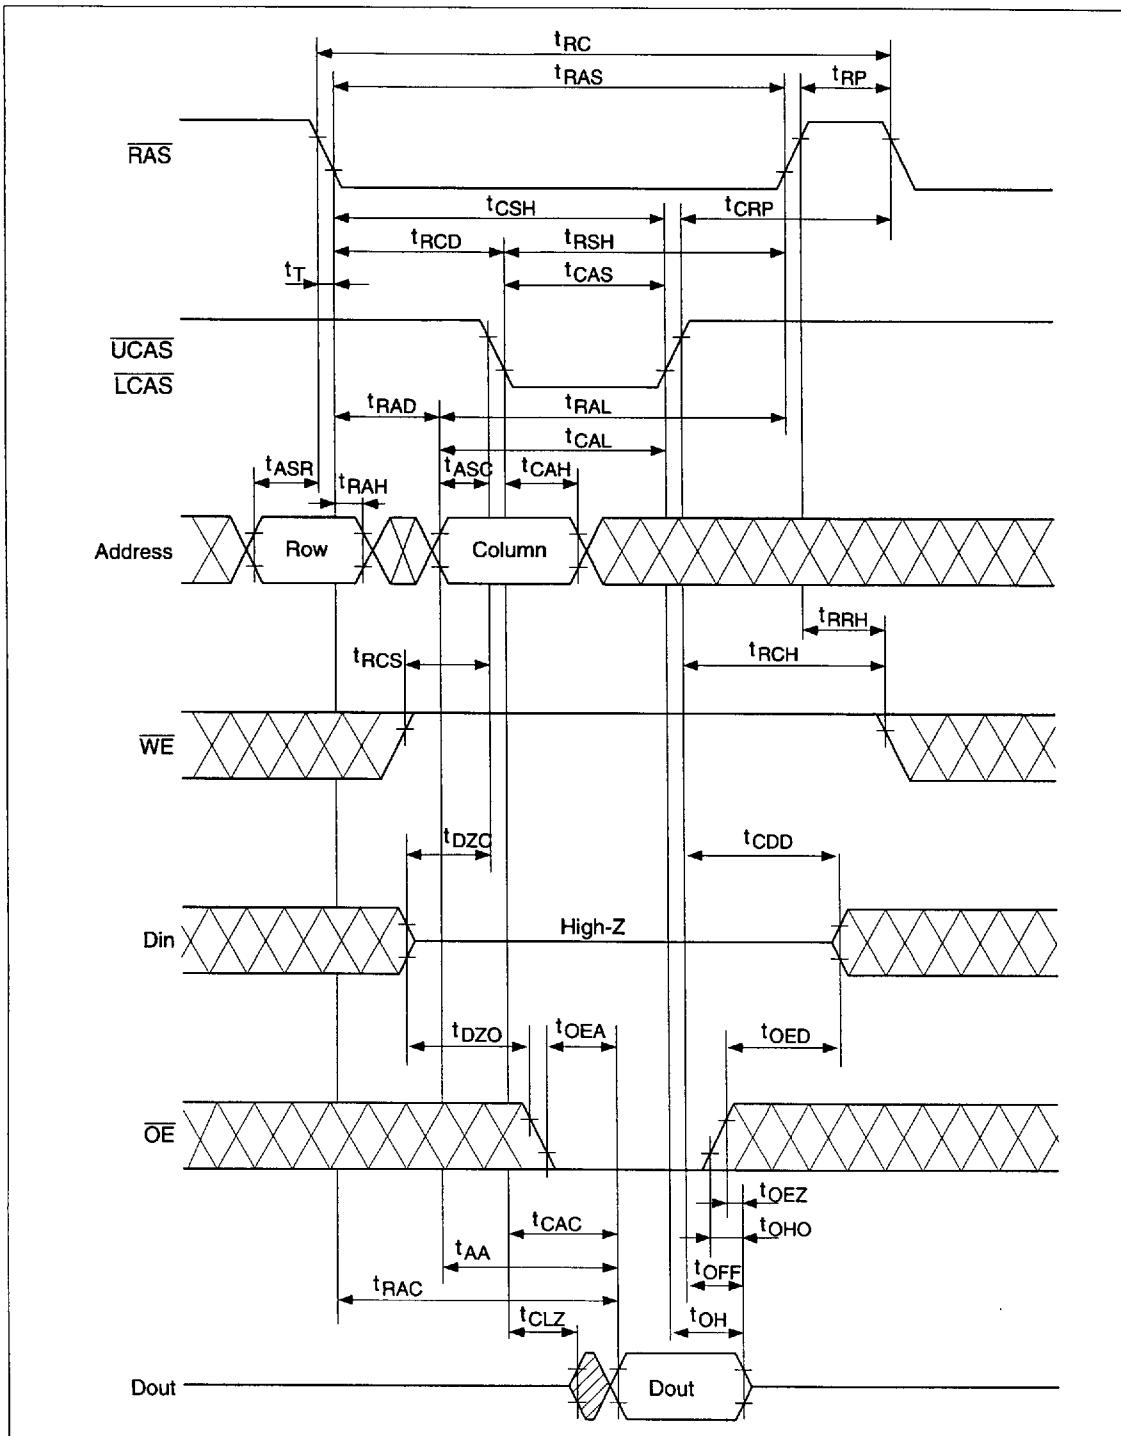 tRC
tRAS
tRP
RAS
tCSH
tCRP
tRCD
tRSH
tT
tCAS
UCAS
LCAS
tRAD
tRAL
tCAL
tASR
tASC
tCAH
tRAH
Address
Row
Column
tRRH
tRCS
tRCH
WE
tDZC
tCDD
Din
High-Z
tDZO
tOEA
tOED
OE
tOEZ
tCAC
tOHO
tAA
tOFF
tRAC
tCLZ
tOH
Dout
Dout